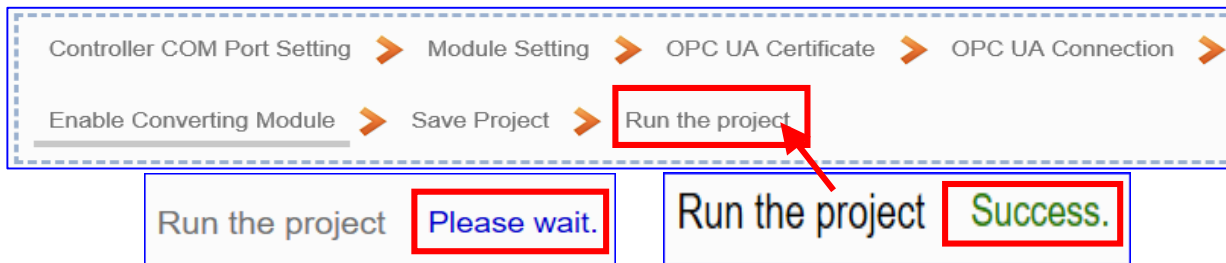 Controller COM Port Setting Module Setting OPC UA Certificate OPC UA Connection
Enable Converting Module Save Project Run the project
Run the project Please wait. Run the project Success.